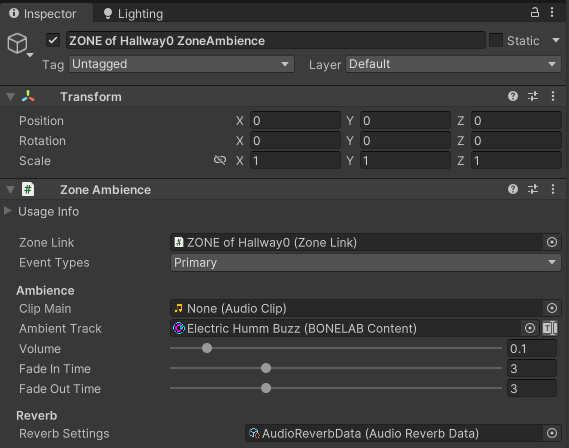 Inspector Lighting
ZONE of Hallway0 ZoneAmbience Static
Tag Untagged Layer Default
Transform
Position X 0 Y 0 Z 0
Rotation X 0 Y 0 Z 0
Scale X 1 Y 1 Z 1
# Zone Ambience
Usage Info
Zone Link # ZONE of Hallway0 (Zone Link)
Event Types Primary
Ambience
Clip Main None (Audio Clip)
Ambient Track Electric Humm Buzz (BONELAB Content) T
Volume 0.1
Fade In Time 3
Fade Out Time 3
Reverb
Reverb Settings AudioReverbData (Audio Reverb Data)